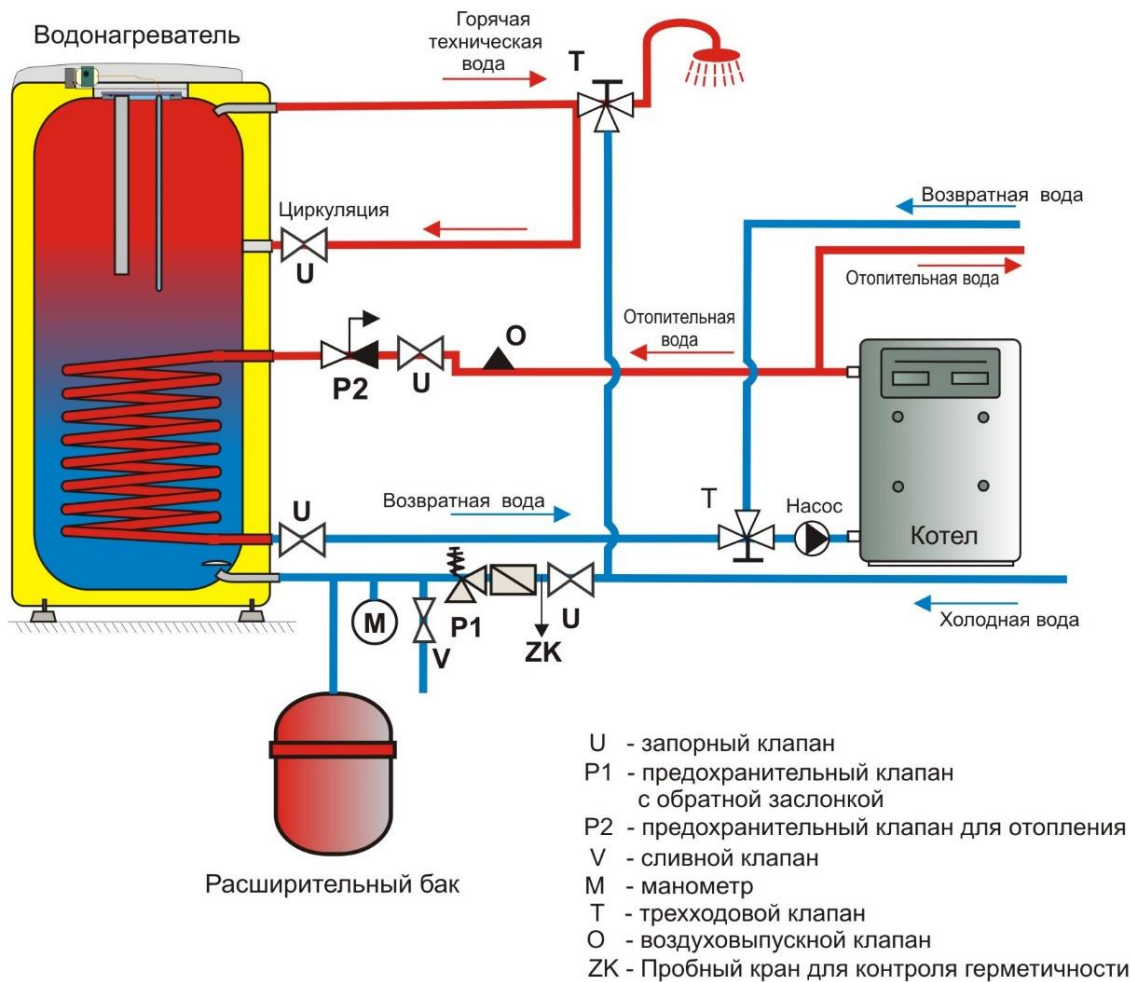 Водонагреватель
Горячая
техническая
вода
T
Циркуляция
U
Возвратная вода
Отопительная вода
Отопительная
вода
O
P2
U
Возвратная вода
U
T
Насос
Котел
M
V
P1
ZK
U
Холодная вода
Расширительный бак
U - запорный клапан
P1 - предохранительный клапан
с обратной заслонкой
P2 - предохранительный клапан для отопления
V - сливной клапан
M - манометр
T - трехходовой клапан
O - воздуховыпускной клапан
ZK - Пробный кран для контроля герметичности